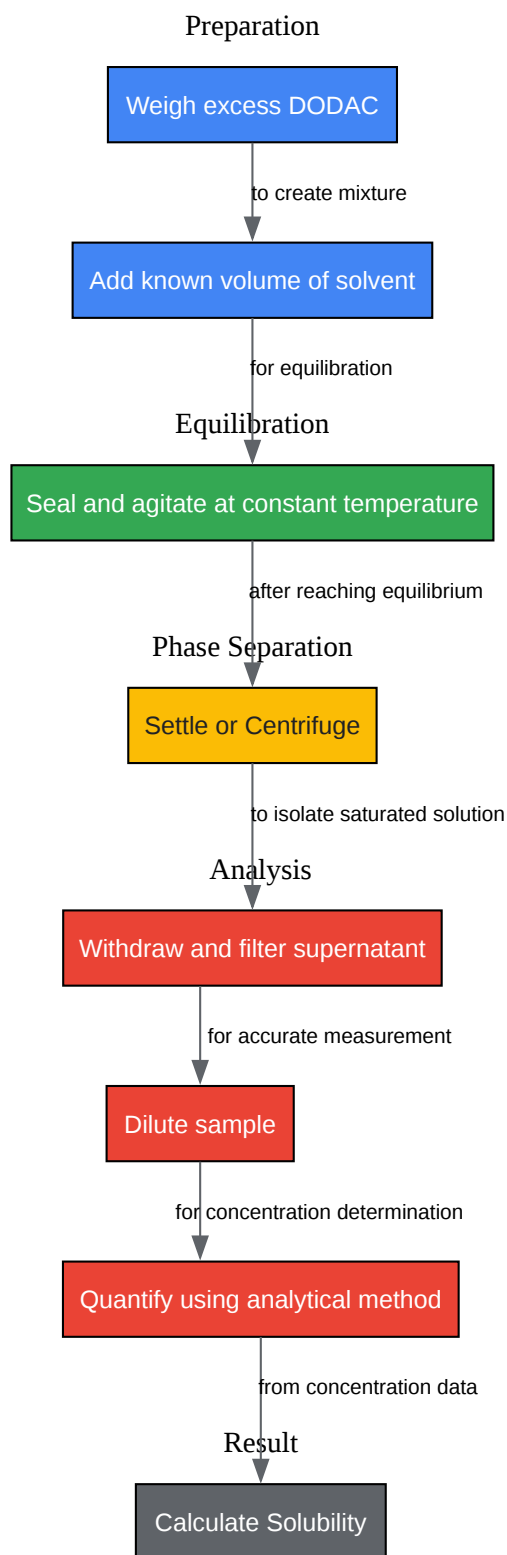 Preparation
Weigh excess DODAC
to create mixture
Add known volume of solvent
for equilibration
Equilibration
Seal and agitate at constant temperature
after reaching equilibrium
Phase Separation
Settle or Centrifuge
to isolate saturated solution
Analysis
Withdraw and filter supernatant
for accurate measurement
Dilute sample
for concentration determination
Quantify using analytical method
from concentration data
Result
Calculate Solubility